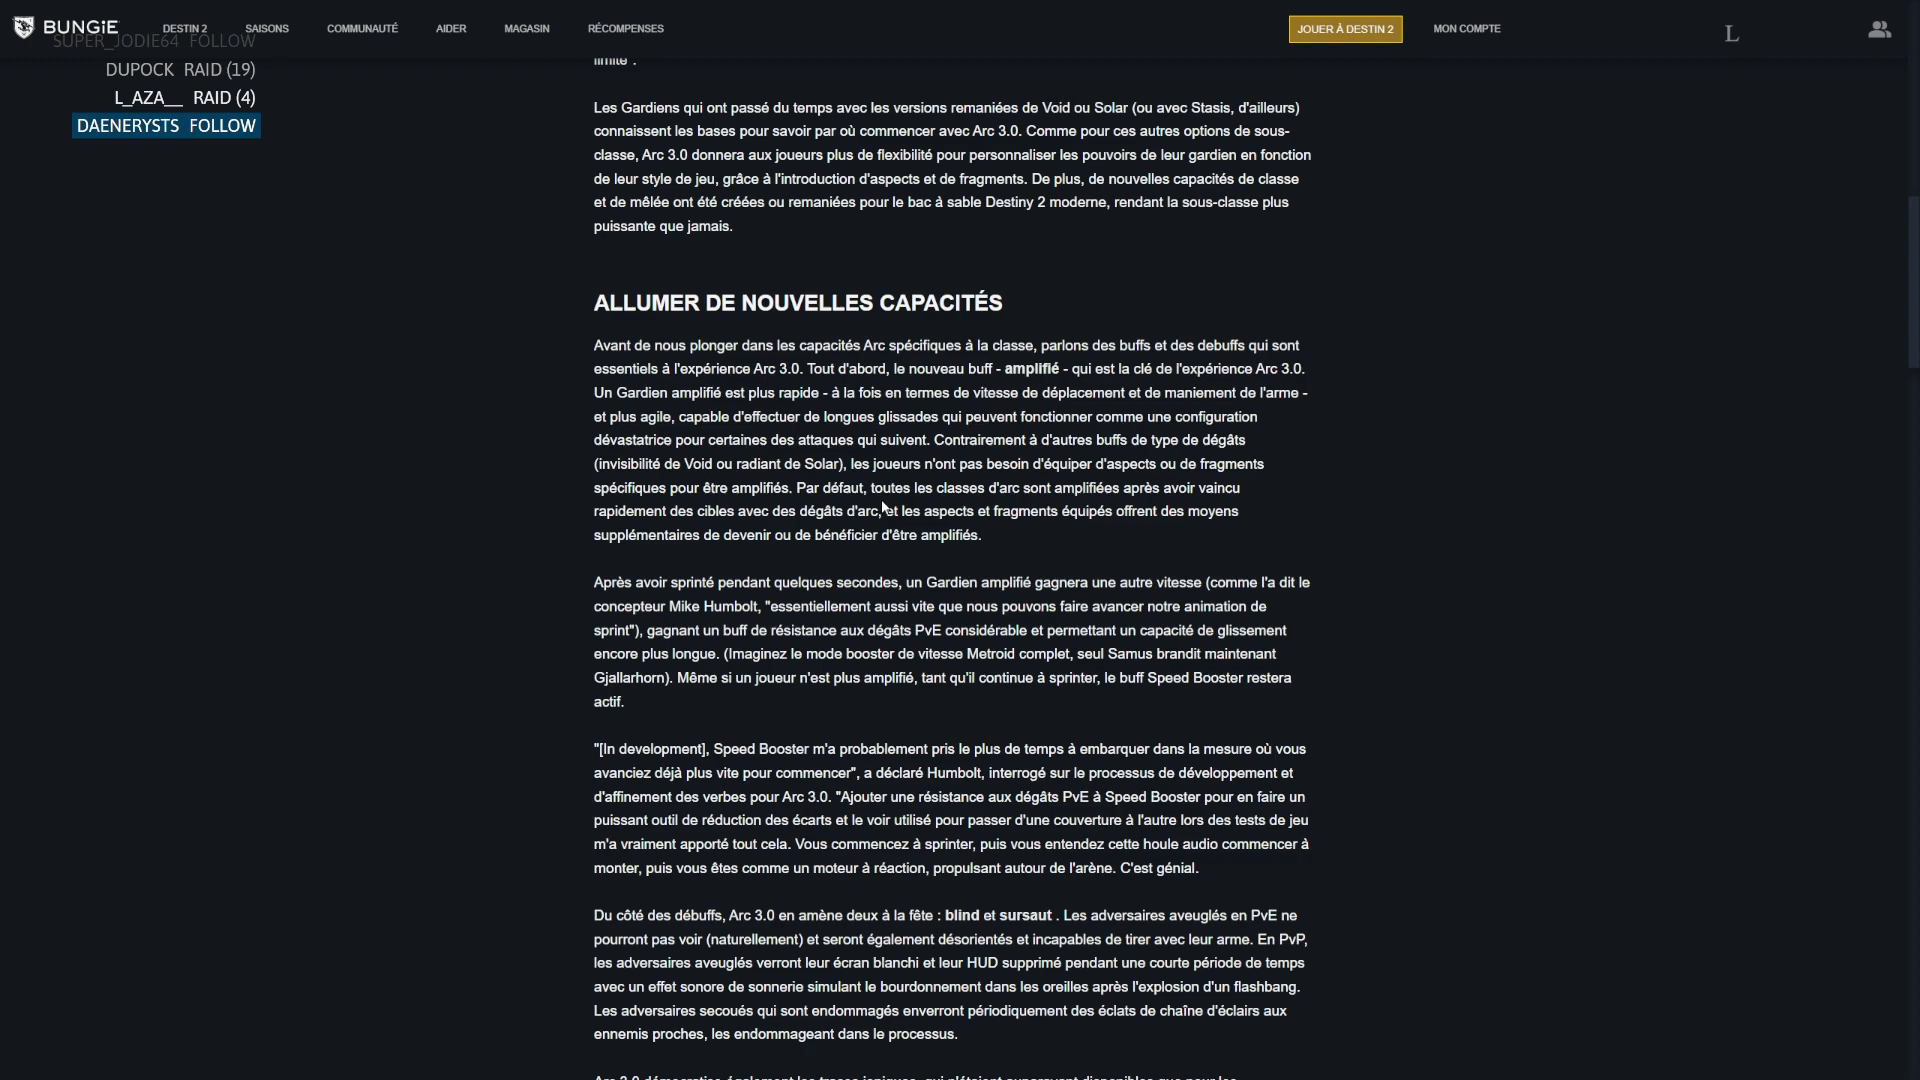 BUNGiE
DESTIN 2
SAISONS
COMMUNAUTÉ
AIDER
MAGASIN
RÉCOMPENSES
JOUER À DESTIN 2
MON COMPTE
L
SUPER_JODIE64 FOLLOW
DUPOCK RAID (19)
L_AZA__ RAID (4)
DAENERYSTS FOLLOW
limité .
Les Gardiens qui ont passé du temps avec les versions remaniées de Void ou Solar (ou avec Stasis, d'ailleurs)
connaissent les bases pour savoir par où commencer avec Arc 3.0. Comme pour ces autres options de sous-
classe, Arc 3.0 donnera aux joueurs plus de flexibilité pour personnaliser les pouvoirs de leur gardien en fonction
de leur style de jeu, grâce à l'introduction d'aspects et de fragments. De plus, de nouvelles capacités de classe
et de mêlée ont été créées ou remaniées pour le bac à sable Destiny 2 moderne, rendant la sous-classe plus
puissante que jamais.
ALLUMER DE NOUVELLES CAPACITÉS
Avant de nous plonger dans les capacités Arc spécifiques à la classe, parlons des buffs et des debuffs qui sont
essentiels à l'expérience Arc 3.0. Tout d'abord, le nouveau buff - amplifié - qui est la clé de l'expérience Arc 3.0.
Un Gardien amplifié est plus rapide - à la fois en termes de vitesse de déplacement et de maniement de l'arme -
et plus agile, capable d'effectuer de longues glissades qui peuvent fonctionner comme une configuration
dévastatrice pour certaines des attaques qui suivent. Contrairement à d'autres buffs de type de dégâts
(invisibilité de Void ou radiant de Solar), les joueurs n'ont pas besoin d'équiper d'aspects ou de fragments
spécifiques pour être amplifiés. Par défaut, toutes les classes d'arc sont amplifiées après avoir vaincu
rapidement des cibles avec des dégâts d'arc, et les aspects et fragments équipés offrent des moyens
supplémentaires de devenir ou de bénéficier d'être amplifiés.
Après avoir sprinté pendant quelques secondes, un Gardien amplifié gagnera une autre vitesse (comme l'a dit le
concepteur Mike Humbolt, "essentiellement aussi vite que nous pouvons faire avancer notre animation de
sprint"), gagnant un buff de résistance aux dégâts PvE considérable et permettant un capacité de glissement
encore plus longue. (Imaginez le mode booster de vitesse Metroid complet, seul Samus brandit maintenant
Gjallarhorn). Même si un joueur n'est plus amplifié, tant qu'il continue à sprinter, le buff Speed Booster restera
actif.
"[In development], Speed Booster m'a probablement pris le plus de temps à embarquer dans la mesure où vous
avanciez déjà plus vite pour commencer", a déclaré Humbolt, interrogé sur le processus de développement et
d'affinement des verbes pour Arc 3.0. "Ajouter une résistance aux dégâts PvE à Speed Booster pour en faire un
puissant outil de réduction des écarts et le voir utilisé pour passer d'une couverture à l'autre lors des tests de jeu
m'a vraiment apporté tout cela. Vous commencez à sprinter, puis vous entendez cette houle audio commencer à
monter, puis vous êtes comme un moteur à réaction, propulsant autour de l'arène. C'est génial.
Du côté des débuffs, Arc 3.0 en amène deux à la fête : blind et sursaut . Les adversaires aveuglés en PvE ne
pourront pas voir (naturellement) et seront également désorientés et incapables de tirer avec leur arme. En PvP,
les adversaires aveuglés verront leur écran blanchi et leur HUD supprimé pendant une courte période de temps
avec un effet sonore de sonnerie simulant le bourdonnement dans les oreilles après l'explosion d'un flashbang.
Les adversaires secoués qui sont endommagés enverront périodiquement des éclats de chaîne d'éclairs aux
ennemis proches, les endommageant dans le processus.